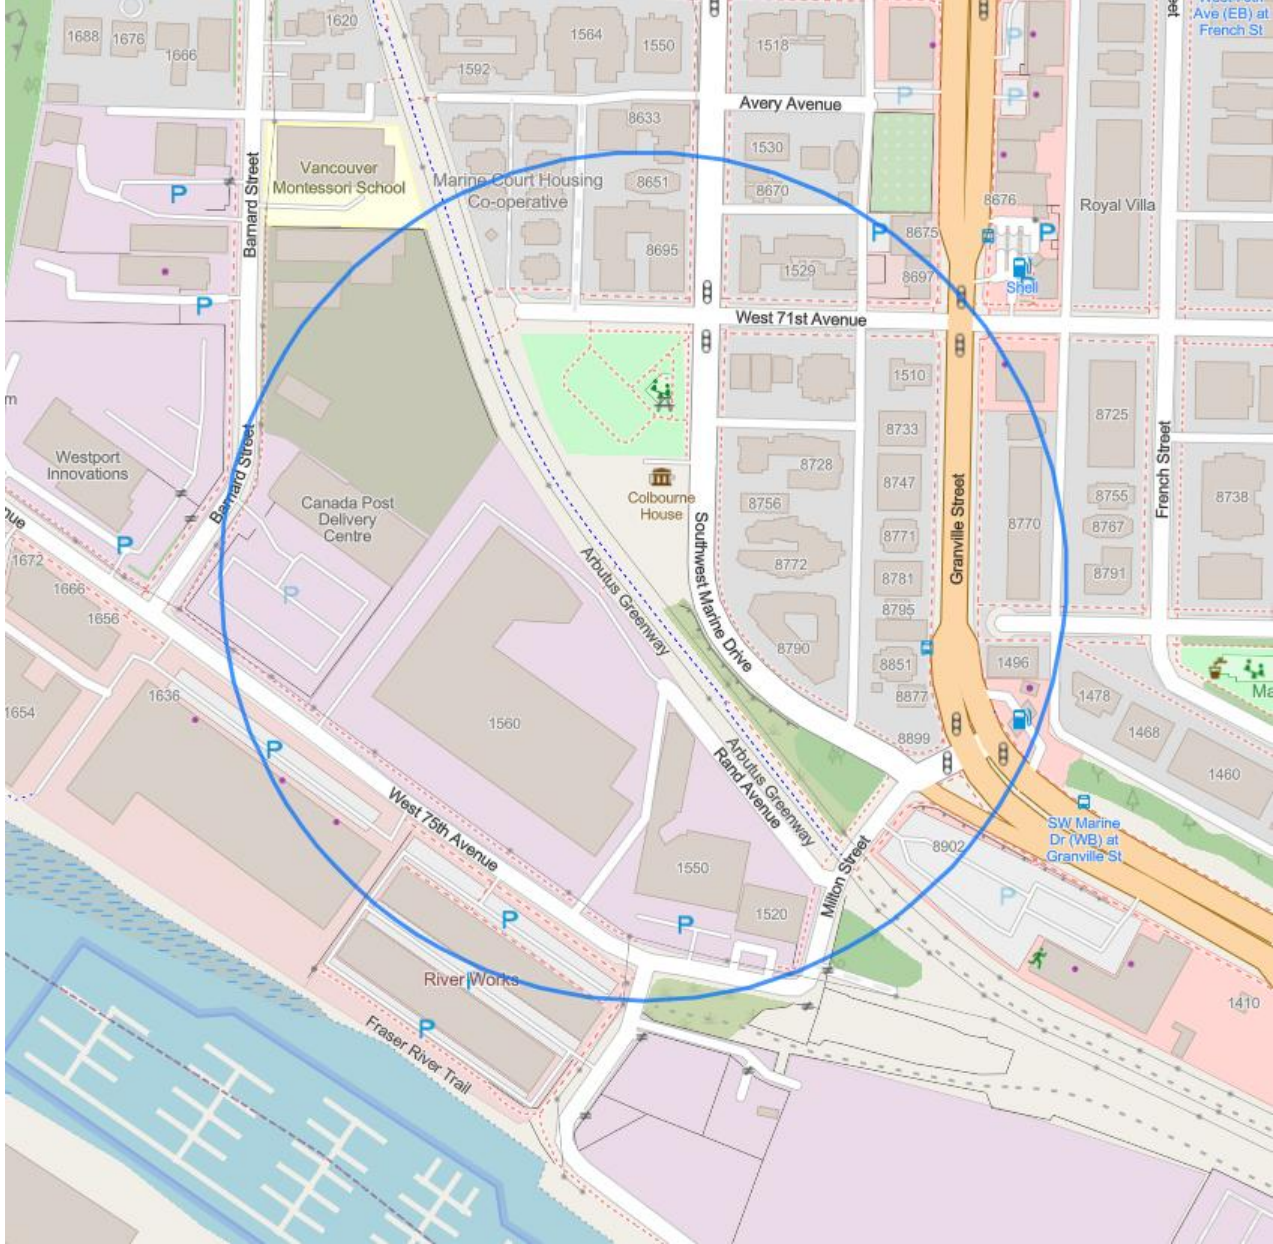 West 70th
Ave (EB) at
French St
1688
1676
1666
1620
1564
1550
1592
1518
Street
Avery Avenue
8633
1530
Vancouver
Montessori School
Marine Court Housing
Co-operative
8651
8670
8676
Royal Villa
P
Barnard Street
8695
8675
P
P
1529
8697
Shell
P
West 71st Avenue
1510
8725
Westport
Innovations
8733
French Street
Barnard Street
8728
8747
8738
Canada Post
Delivery
Centre
Colbourne
House
8756
8755
8770
8767
8771
P
Southwest Marine Drive
Granville Street
8772
8781
8791
1672
1666
1656
P
Arbutus Greenway
8795
8790
8851
1496
1636
8877
1478
1654
1560
1468
8899
P
Arbutus Greenway
Rand Avenue
1460
West 75th Avenue
SW Marine
Dr (WB) at
Granville St
8902
1550
Milton Street
P
P
P
1520
River Works
P
1410
Fraser River Trail